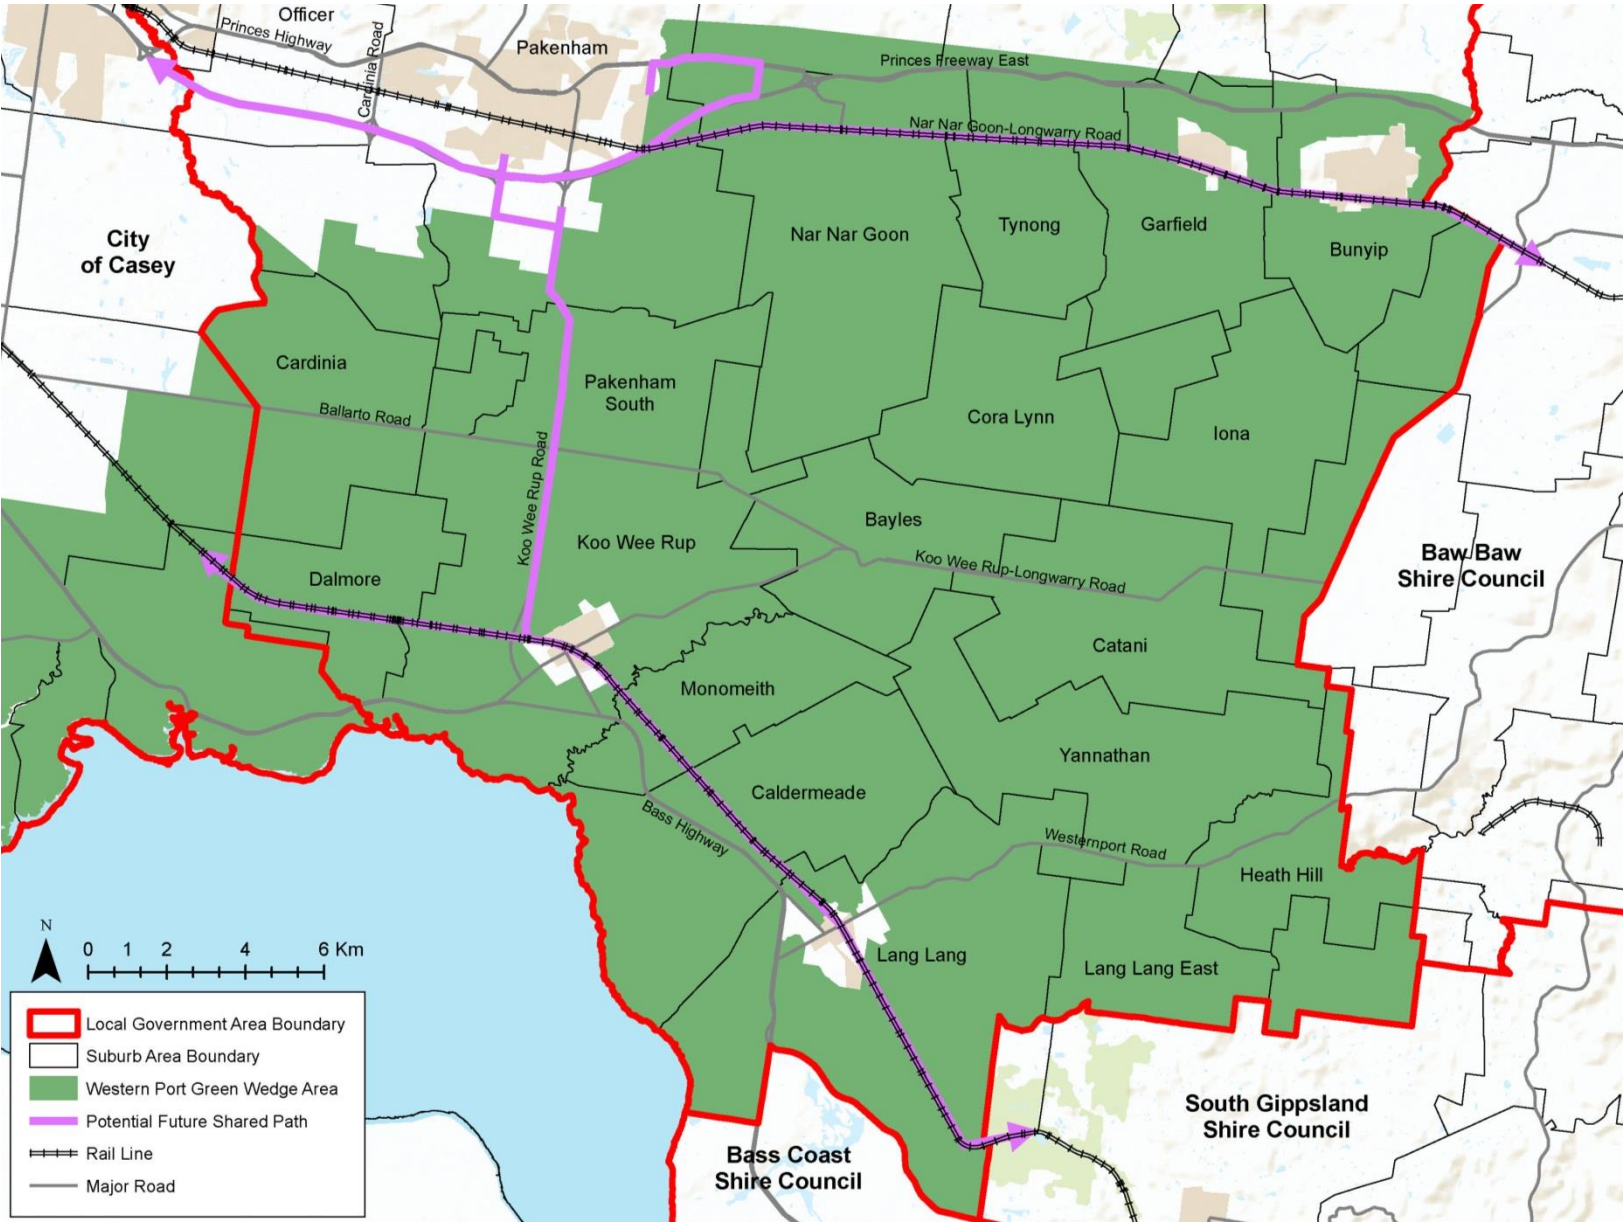 Officer
Princes Highway
Cardinia Road
Pakenham
Princes Freeway East
Nar Nar Goon-Longwarry Road
City
of Casey
Nar Nar Goon
Tynong
Garfield
Bunyip
Cardinia
Pakenham
South
Ballarto Road
Cora Lynn
Iona
Koo Wee Rup Road
Koo Wee Rup
Bayles
Koo Wee Rup-Longwarry Road
Baw Baw
Shire Council
Dalmore
Catani
Monomeith
Yannathan
Caldermeade
Bass Highway
Westernport Road
Heath Hill
Lang Lang
Lang Lang East
N
0 1 2 4 6 Km
Local Government Area Boundary
Suburb Area Boundary
Western Port Green Wedge Area
Potential Future Shared Path
Rail Line
Major Road
South Gippsland
Shire Council
Bass Coast
Shire Council